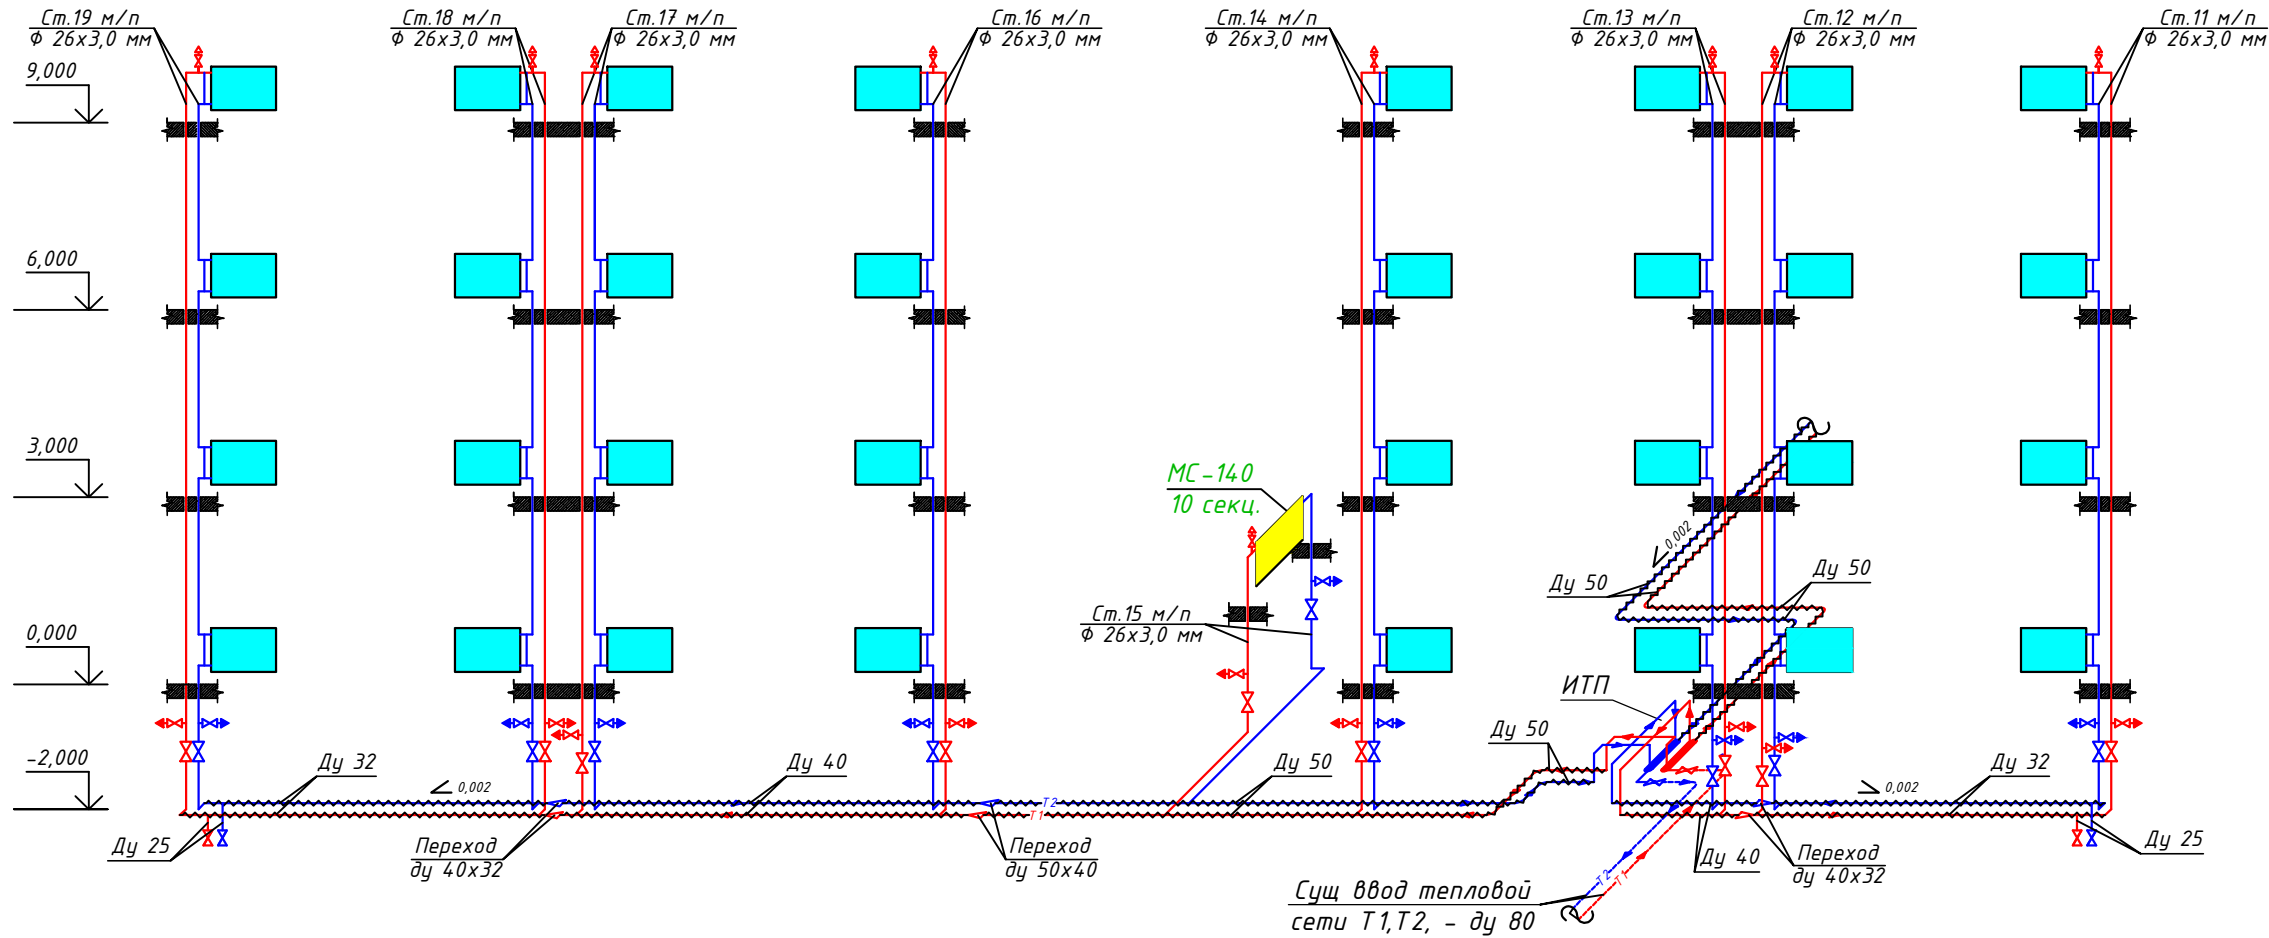 Ст.19 м/п
Ф 26х3,0 мм
Ст.18 м/п
Ф 26х3,0 мм
Ст.17 м/п
Ф 26х3,0 мм
Ст.16 м/п
Ф 26х3,0 мм
Ст.14 м/п
Ф 26х3,0 мм
Ст.13 м/п
Ф 26х3,0 мм
Ст.12 м/п
Ф 26х3,0 мм
Ст.11 м/п
Ф 26х3,0 мм
9,000
6,000
3,000
МС-140
10 секц.
0,002
Ду 50
Ду 50
Ст.15 м/п
Ф 26х3,0 мм
0,000
ИТП
Ду 50
-2,000
Ду 32
0,002
Ду 40
Ду 50
Ду 32
0,002
Т2
Т1
Ду 25
Переход
ду 40х32
Переход
ду 50х40
Ду 40
Переход
ду 40х32
Ду 25
Т2
Т1
Сущ ввод тепловой
сети Т1,Т2, - ду 80